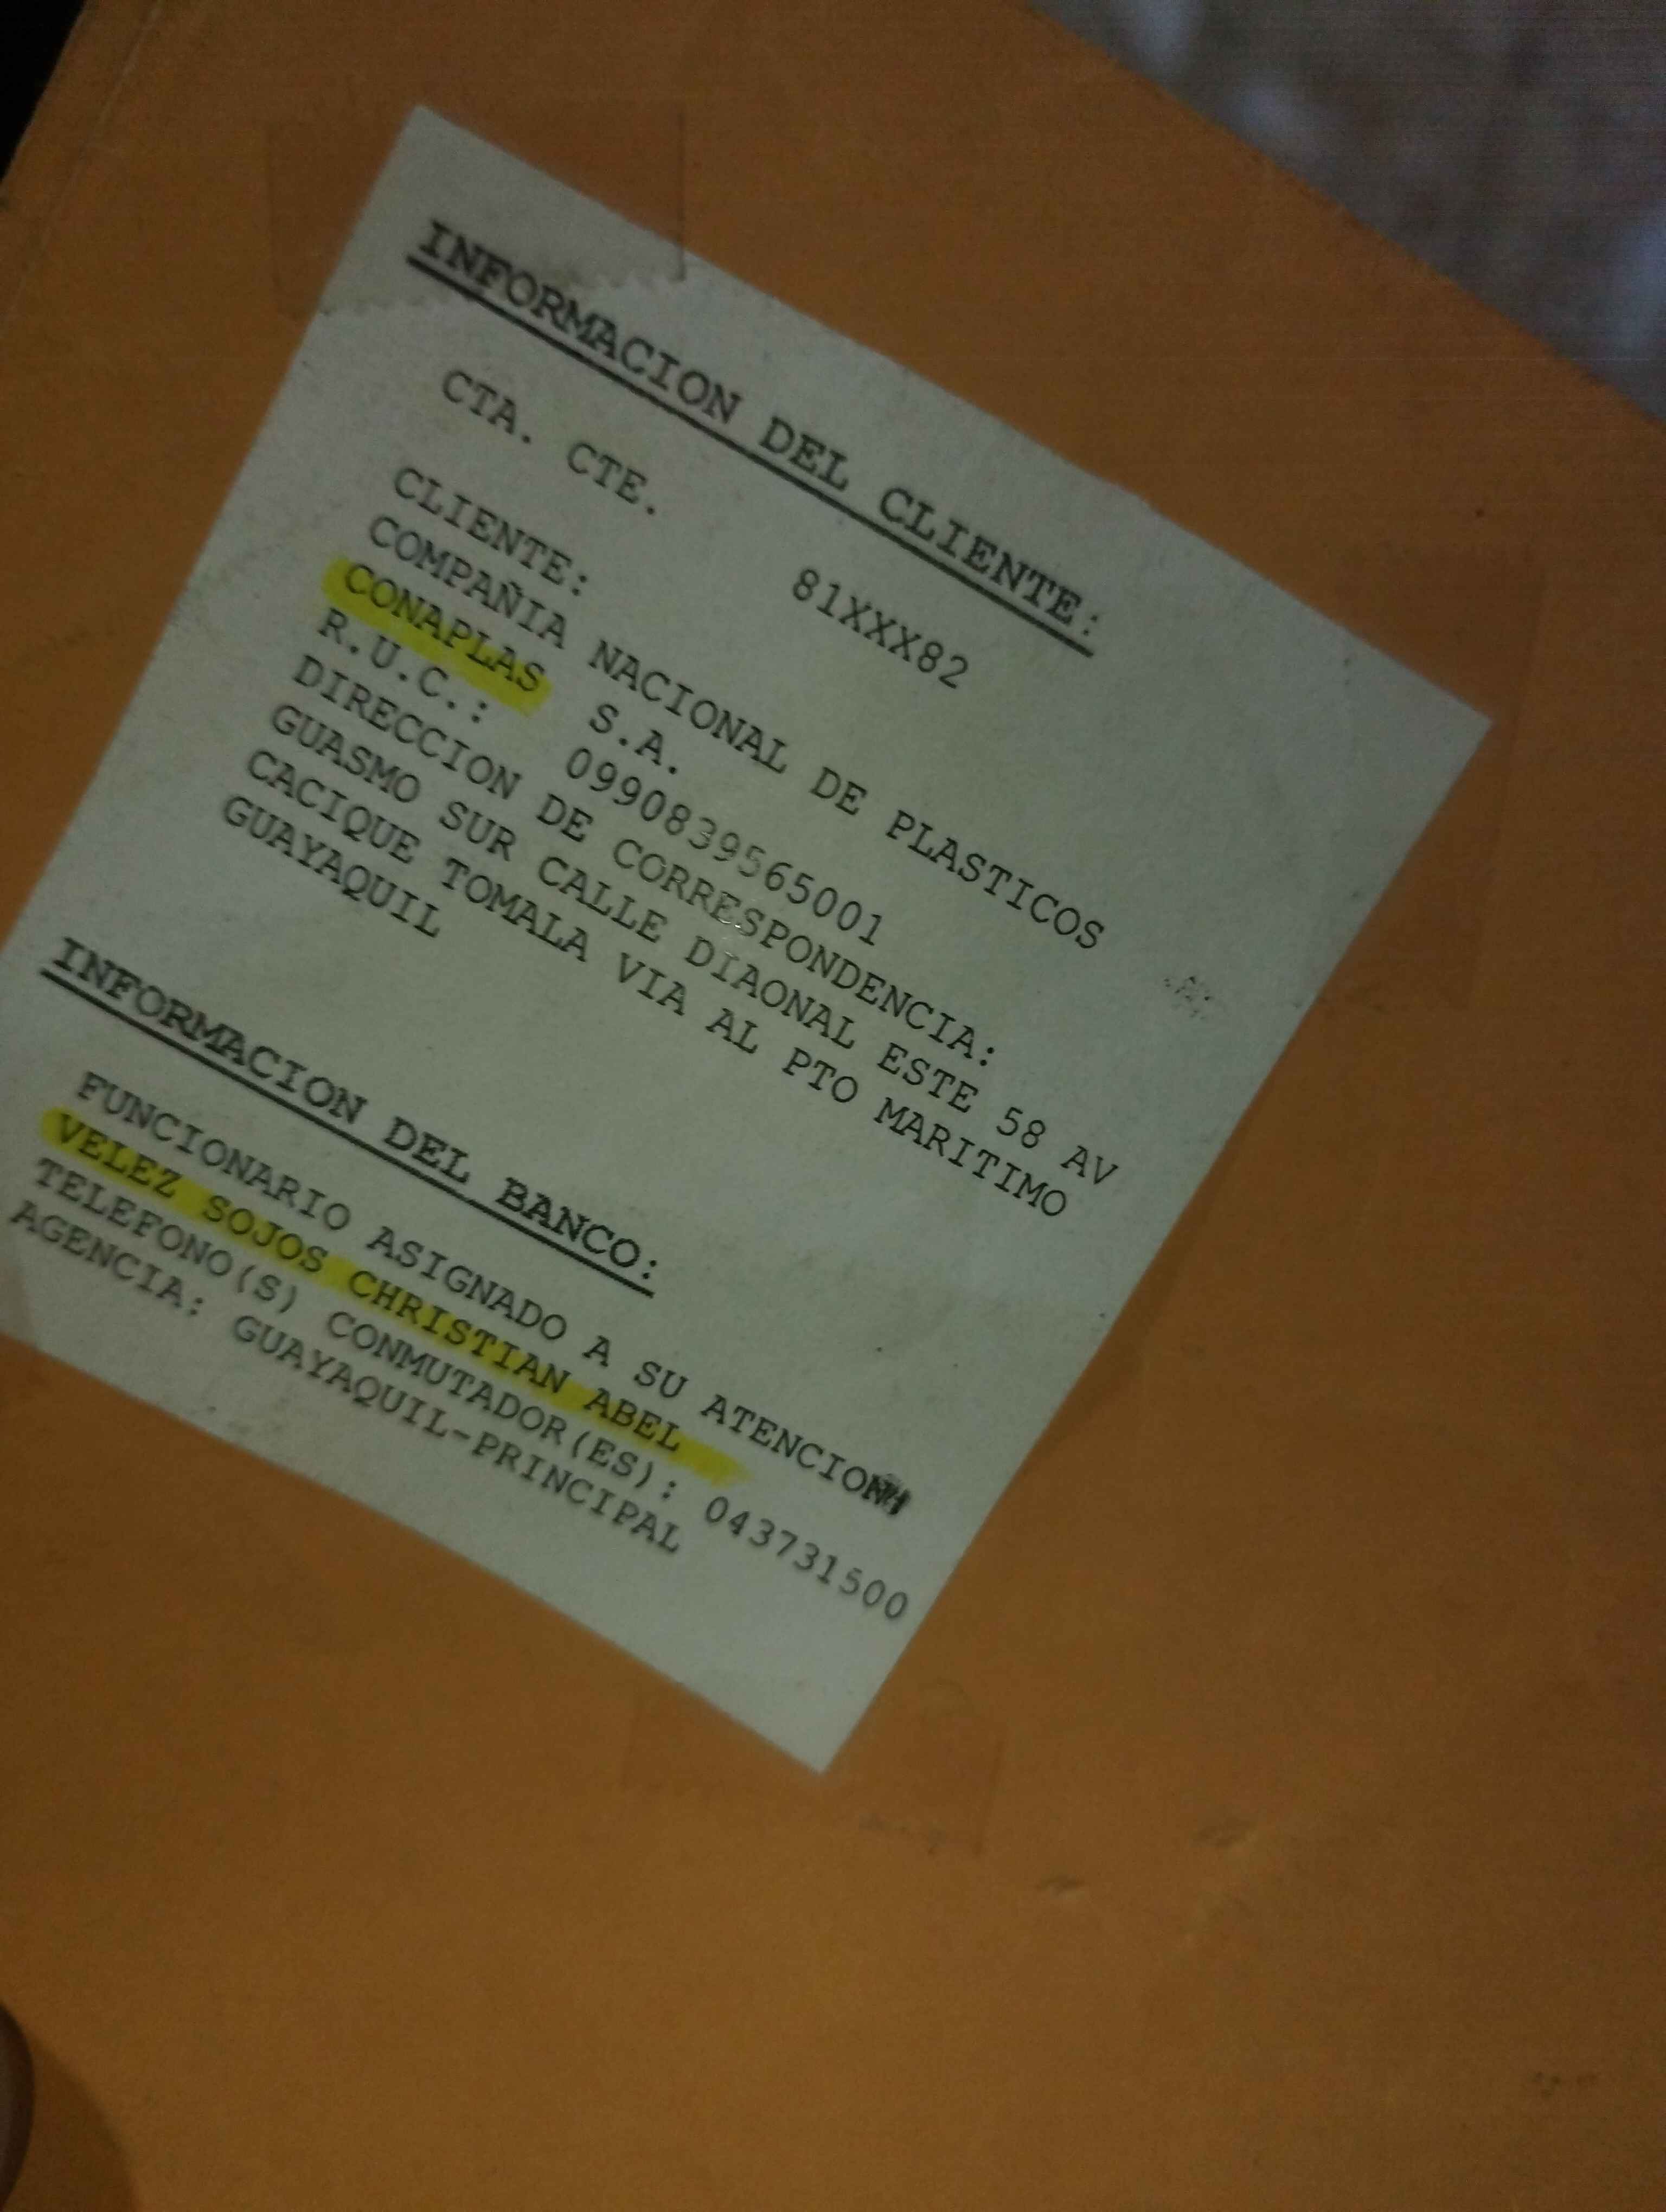 INFORMACION DEL CLIENTE:
CTA. CTE. 81XXX82
CLIENTE:
COMPAÑIA NACIONAL DE PLASTICOS
CONAPLAS S.A.
R.U.C.: 0990839565001
DIRECCION DE CORRESPONDENCIA:
GUASMO SUR CALLE DIAONAL ESTE 58 AV
CACIQUE TOMALA VIA AL PTO MARITIMO
GUAYAQUIL
INFORMACION DEL BANCO:
FUNCIONARIO ASIGNADO A SU ATENCION
VELEZ SOJOS CHRISTIAN ABEL
TELEFONO(S) CONMUTADOR(ES): 043731500
AGENCIA: GUAYAQUIL-PRINCIPAL